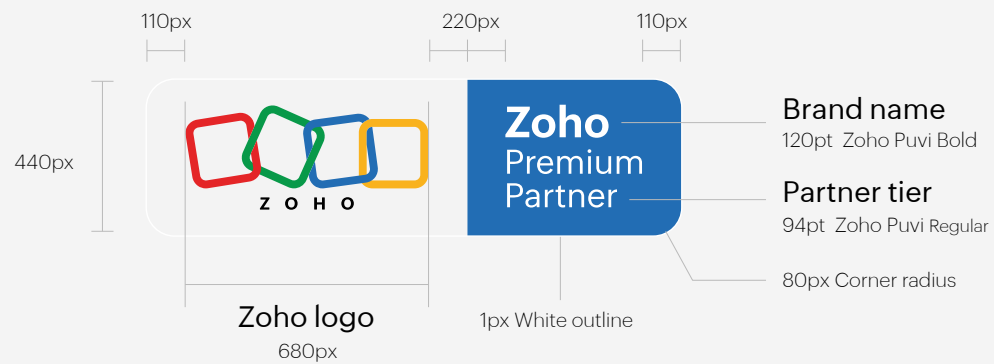 110px
220px
110px
440px
ZOHO
Zoho
Premium
Partner
Brand name
120pt Zoho Puvi Bold
Partner tier
94pt Zoho Puvi Regular
80px Corner radius
Zoho logo
680px
1px White outline